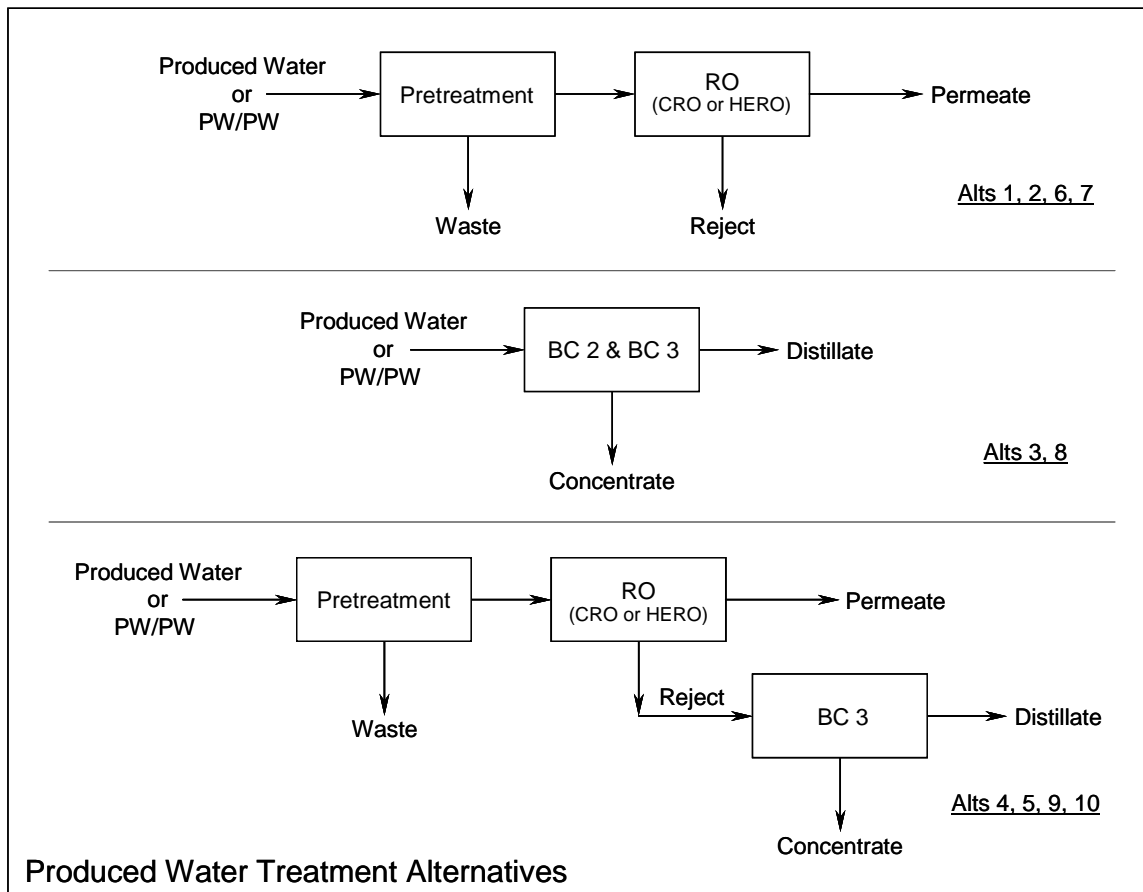 Produced Water
or
PW/PW
Pretreatment
RO
(CRO or HERO)
Permeate
Waste
Reject
Alts 1, 2, 6, 7
Produced Water
or
PW/PW
BC 2 & BC 3
Distillate
Concentrate
Alts 3, 8
Produced Water
or
PW/PW
Pretreatment
RO
(CRO or HERO)
Permeate
Waste
Reject
BC 3
Distillate
Concentrate
Alts 4, 5, 9, 10
Produced Water Treatment Alternatives